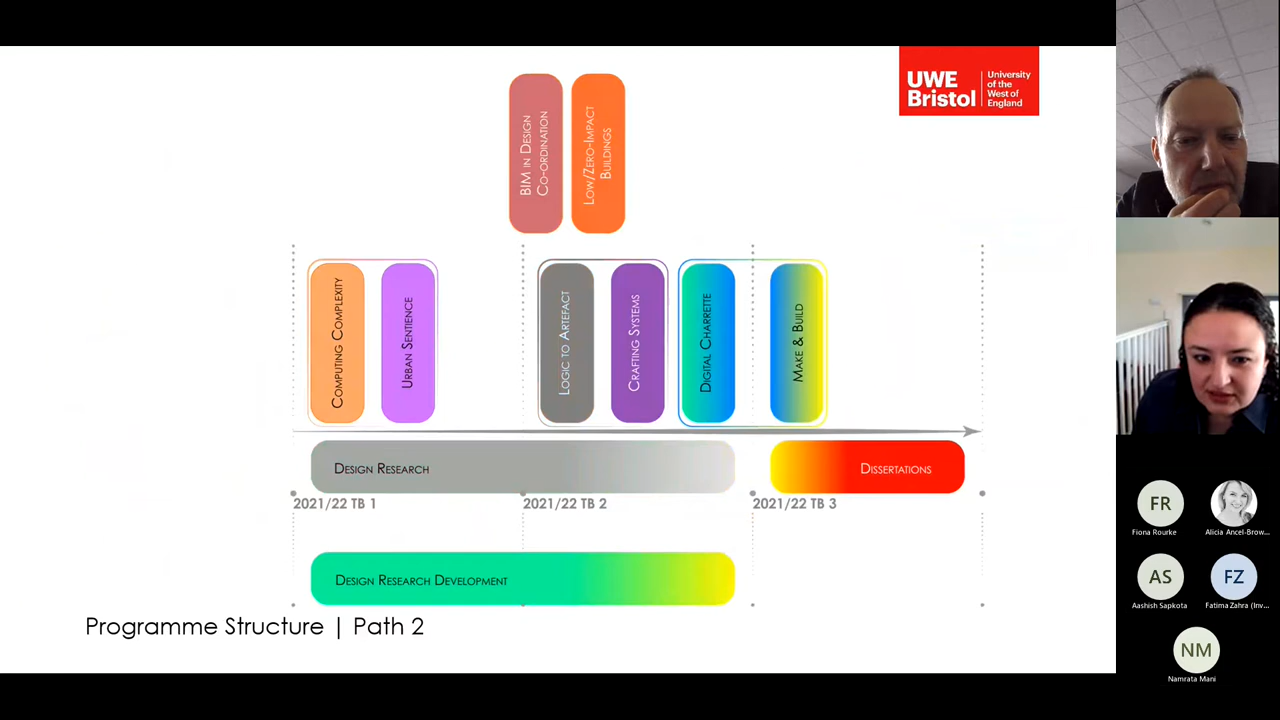 UWE
Bristol
University
of the
West of
England
BIM in Design
Co-ordination
Low/Zero-Impact
Buildings
Computing Complexity
Urban Sentience
Logic to Artefact
Crafting Systems
Digital Charrette
Make & Build
Design Research
Dissertations
2021/22 TB 1
2021/22 TB 2
2021/22 TB 3
Design Research Development
Programme Structure | Path 2
FR
Fiona Rourke
Alicia Ancel-Brow...
AS
Aashish Sapkota
FZ
Fatima Zahra (Inv...
NM
Namrata Mani